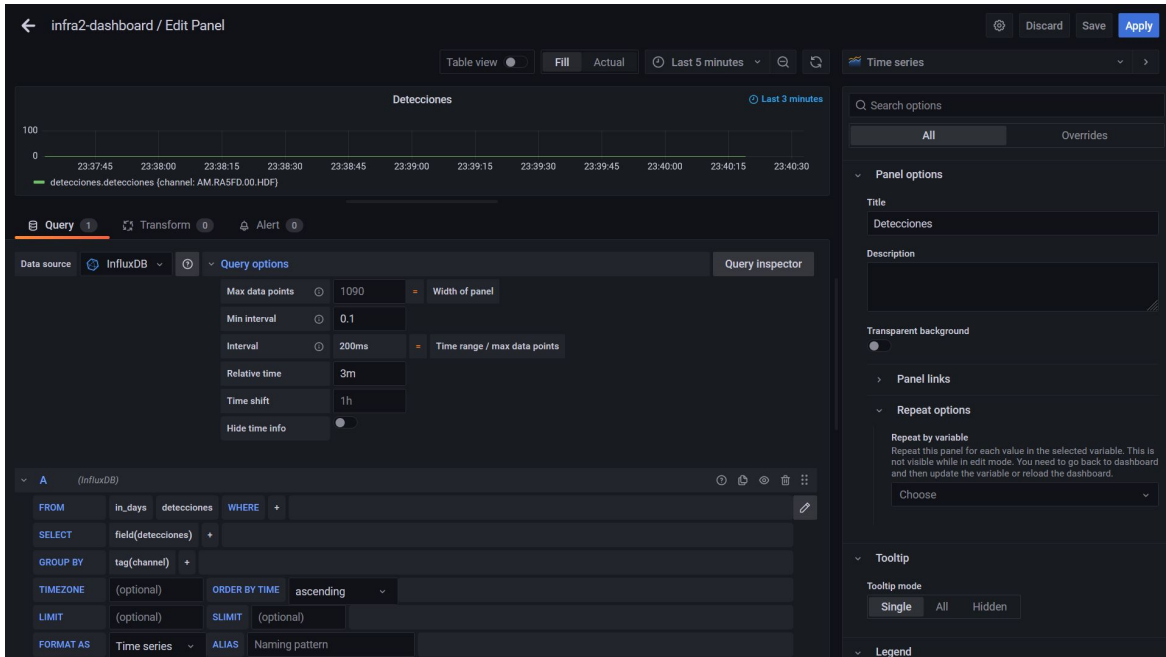 infra2-dashboard / Edit Panel
Discard Save Apply
Table view Fill Actual Last 5 minutes
Time series
Detecciones
Last 3 minutes
100
0
23:37:45 23:38:00 23:38:15 23:38:30 23:38:45 23:39:00 23:39:15 23:39:30 23:39:45 23:40:00 23:40:15 23:40:30
detecciones.detecciones {channel: AM.RA5FD.00.HDF}
Query 1 Transform 0 Alert 0
Data source InfluxDB Query options Query inspector
Max data points 1090 = Width of panel
Min interval 0.1
Interval 200ms = Time range / max data points
Relative time 3m
Time shift 1h
Hide time info
A (InfluxDB)
FROM in_days detecciones WHERE +
SELECT field(detecciones) +
GROUP BY tag(channel) +
TIMEZONE (optional) ORDER BY TIME ascending
LIMIT (optional) SLIMIT (optional)
FORMAT AS Time series ALIAS Naming pattern
Search options
All Overrides
Panel options
Title
Detecciones
Description
Transparent background
Panel links
Repeat options
Repeat by variable
Repeat this panel for each value in the selected variable. This is
not visible while in edit mode. You need to go back to dashboard
and then update the variable or reload the dashboard.
Choose
Tooltip
Tooltip mode
Single All Hidden
Legend